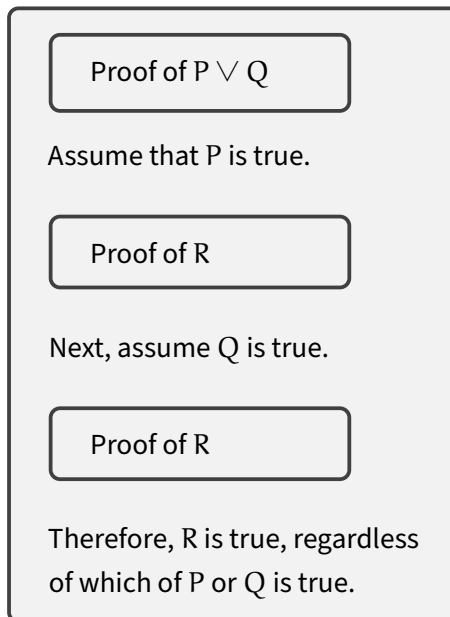 Proof of P ∨ Q
Assume that P is true.
Proof of R
Next, assume Q is true.
Proof of R
Therefore, R is true, regardless
of which of P or Q is true.